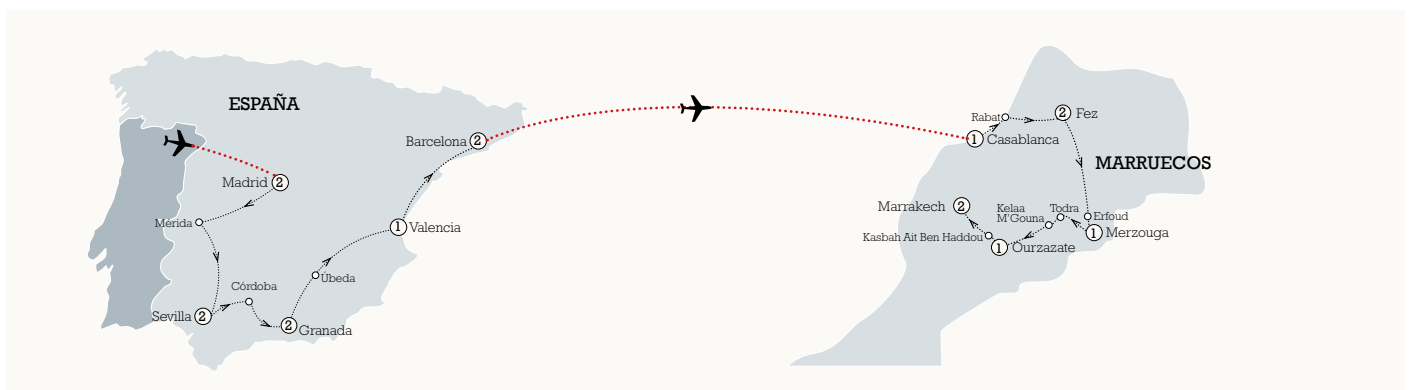 ESPAÑA
Madrid 2
Mérida
Sevilla 2
Córdoba
2 Granada
Úbeda
1 Valencia
Barcelona 2
1 Casablanca
Rabat
2 Fez
MARRUECOS
Erfoud
1 Merzouga
Todra
Kelaa
M'Gouna
1 Ourzazate
Kasbah Ait Ben Haddou
Marrakech 2